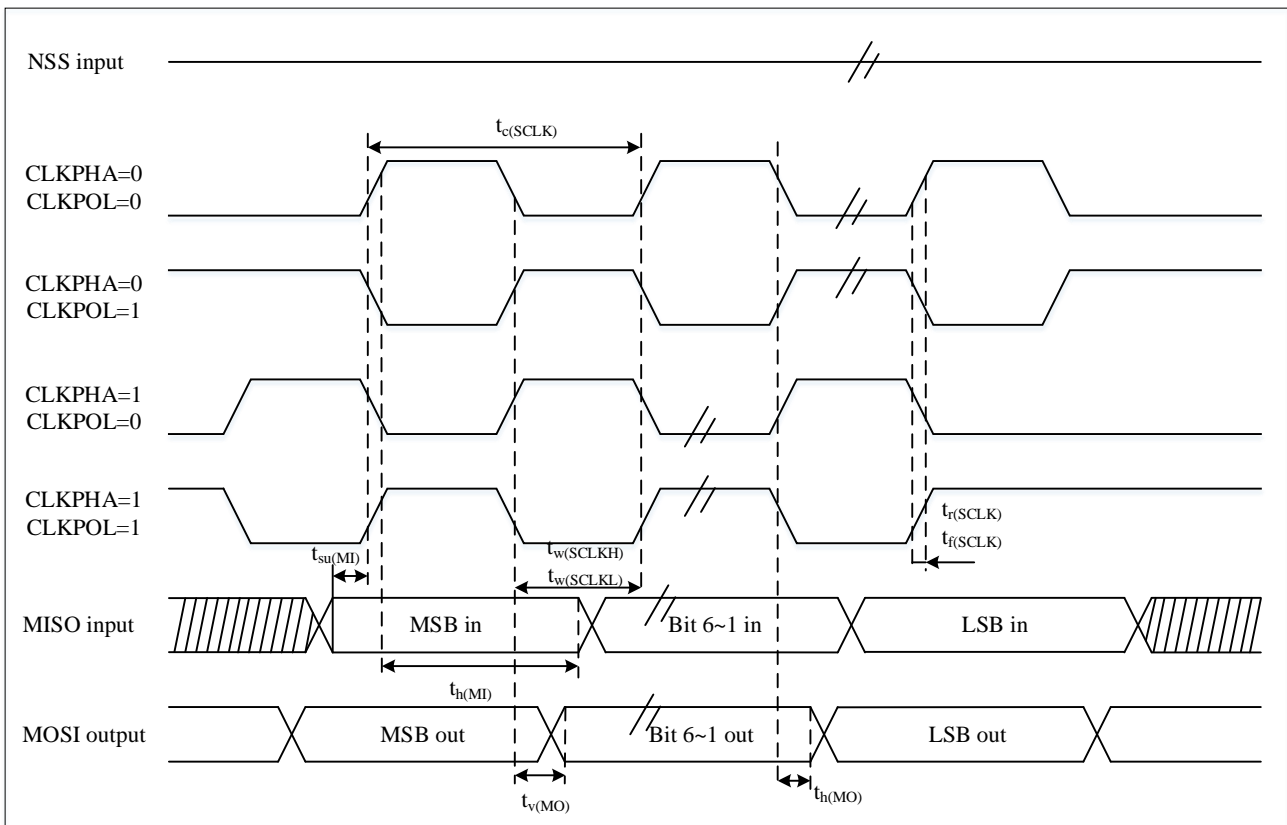 NSS input
tc(SCLK)
CLKPHA=0
CLKPOL=0
CLKPHA=0
CLKPOL=1
CLKPHA=1
CLKPOL=0
CLKPHA=1
CLKPOL=1
tr(SCLK)
tf(SCLK)
tsu(MI)
tw(SCLKH)
tw(SCLKL)
MISO input
MSB in
Bit 6~1 in
LSB in
th(MI)
MOSI output
MSB out
Bit 6~1 out
LSB out
tv(MO)
th(MO)